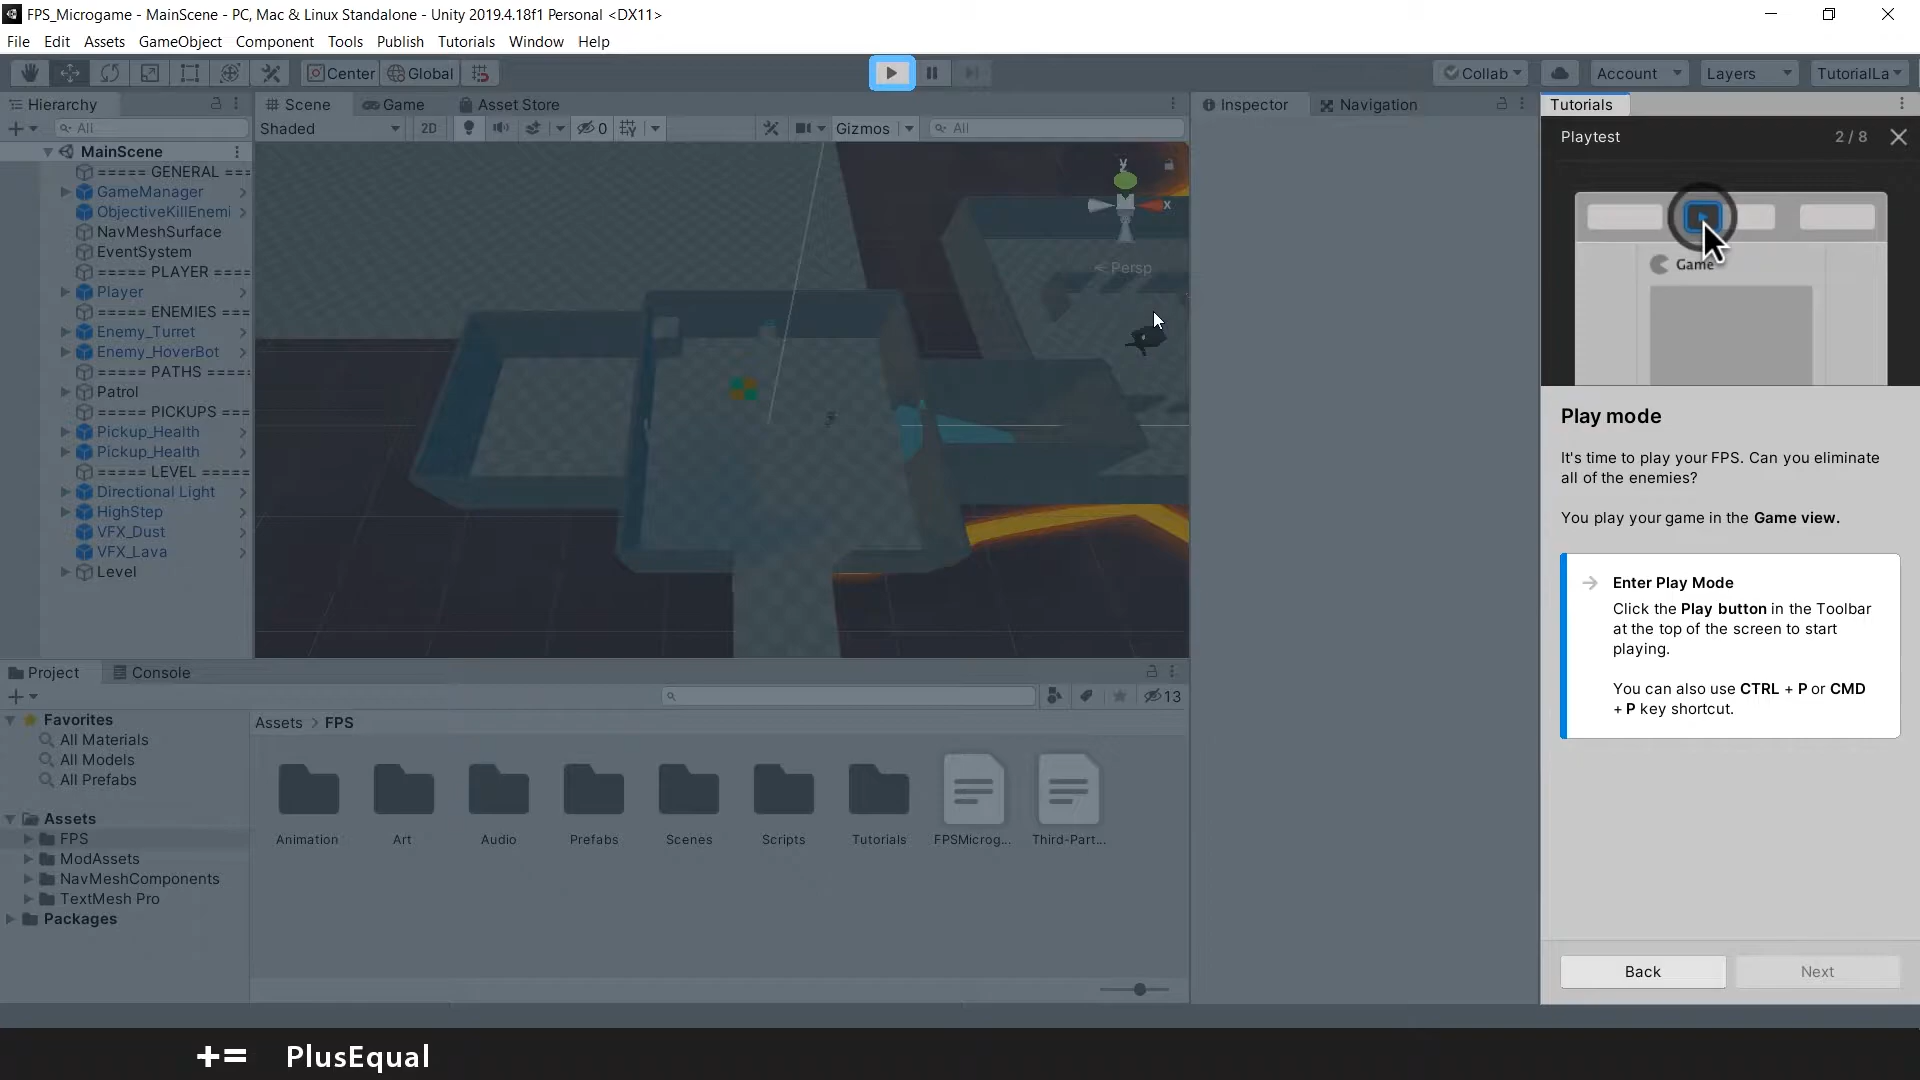 FPS_Microgame - MainScene - PC, Mac & Linux Standalone - Unity 2019.4.18f1 Personal <DX11>
File Edit Assets GameObject Component Tools Publish Tutorials Window Help
Center Global Collab Account Layers TutorialLa
Hierarchy
All
MainScene
===== GENERAL ===
GameManager
ObjectiveKillEnemi
NavMeshSurface
EventSystem
===== PLAYER ====
Player
===== ENEMIES ===
Enemy_Turret
Enemy_HoverBot
===== PATHS =====
Patrol
===== PICKUPS ===
Pickup_Health
Pickup_Health
===== LEVEL =====
Directional Light
HighStep
VFX_Dust
VFX_Lava
Level
Scene Game Asset Store
Shaded 2D 0 Gizmos All
y
x
Persp
Inspector Navigation
Tutorials
Playtest 2 / 8
Game
Play mode
It's time to play your FPS. Can you eliminate
all of the enemies?
You play your game in the Game view.
Enter Play Mode
Click the Play button in the Toolbar
at the top of the screen to start
playing.
You can also use CTRL + P or CMD
+ P key shortcut.
Back Next
Project Console
13
Favorites
All Materials
All Models
All Prefabs
Assets
FPS
ModAssets
NavMeshComponents
TextMesh Pro
Packages
Assets > FPS
Animation Art Audio Prefabs Scenes Scripts Tutorials FPSMicrog... Third-Part...
+= PlusEqual